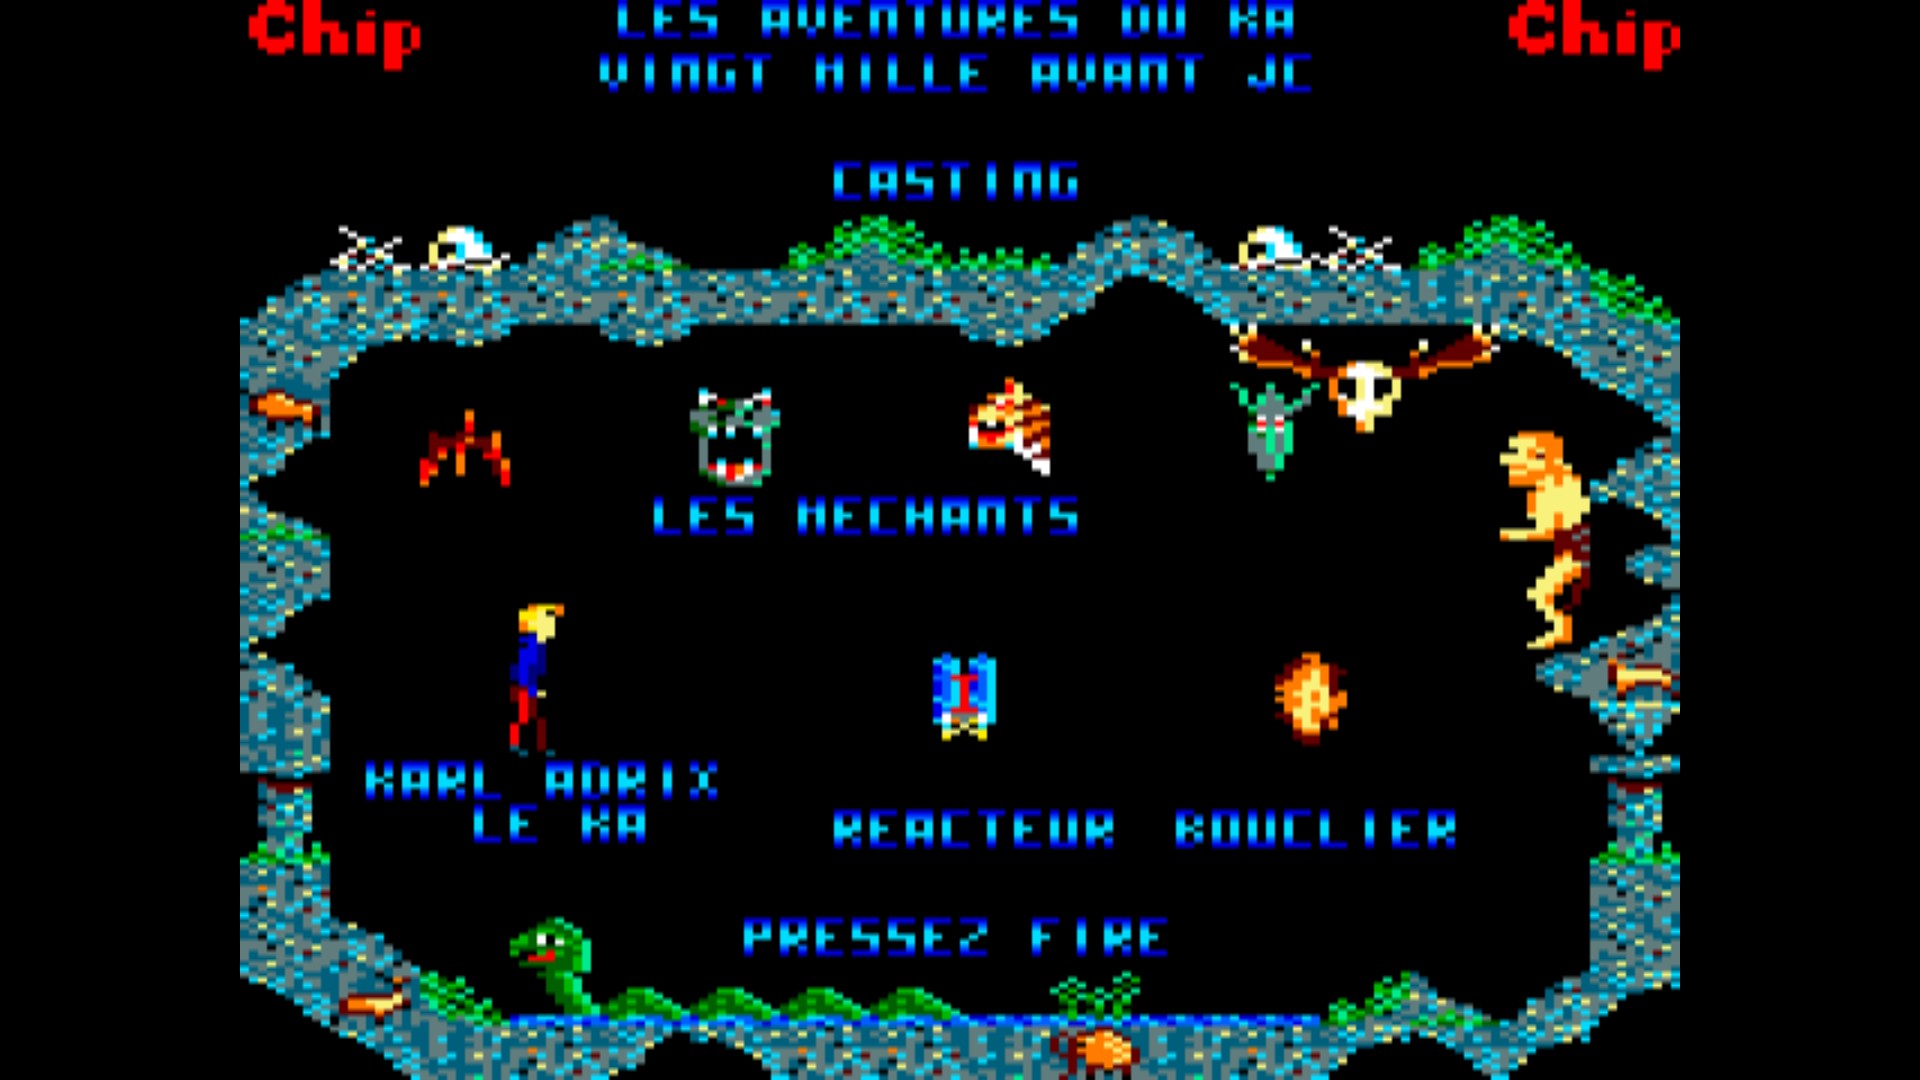 Chip LES AVENTURES DU KA Chip
VINGT MILLE AVANT JC
CASTING
LES MECHANTS
KARL ADRIX
LE KA
REACTEUR BOUCLIER
PRESSEZ FIRE